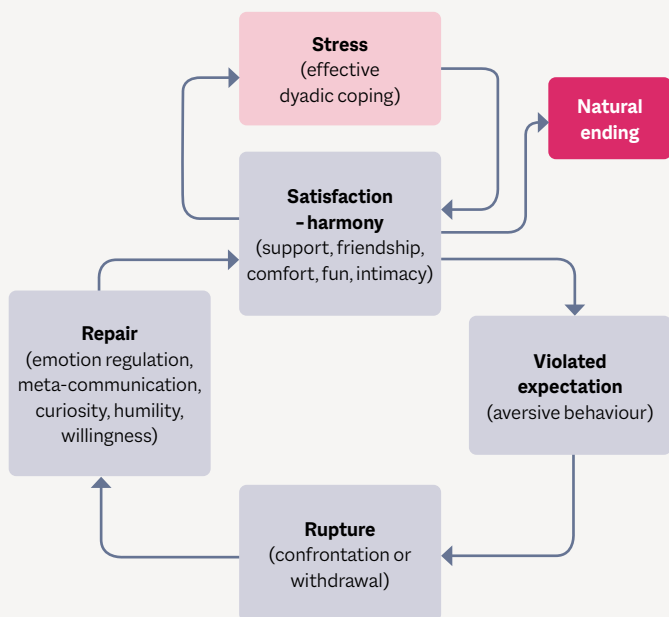 Stress
(effective
dyadic coping)
Natural
ending
Satisfaction
– harmony
(support, friendship,
comfort, fun, intimacy)
Repair
(emotion regulation,
meta-communication,
curiosity, humility,
willingness)
Violated
expectation
(aversive behaviour)
Rupture
(confrontation or
withdrawal)